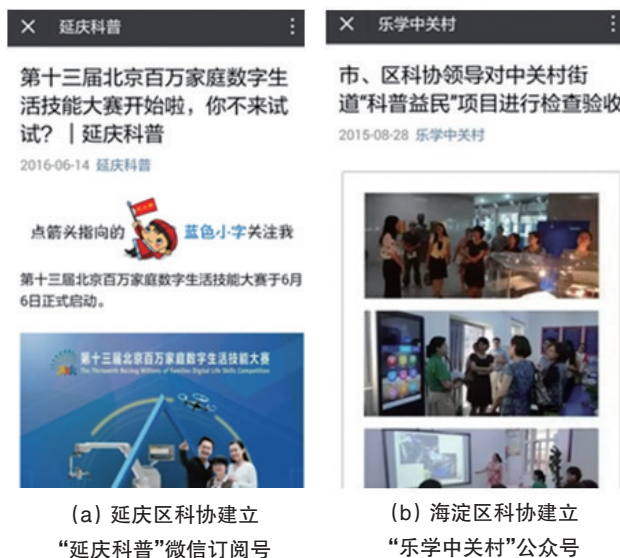 延庆科普
第十三届北京百万家庭数字生
活技能大赛开始啦，你不来试
试？｜延庆科普
2016-06-14 延庆科普
点箭头指向的 蓝色小字关注我
第十三届北京百万家庭数字生活技能大赛于6月
6日正式启动。
第十三届北京百万家庭数字生活技能大赛
The Thirteenth Beijing Millions of Families Digital Life Skills Competition
(a) 延庆区科协建立
“延庆科普”微信订阅号
乐学中关村
市、区科协领导对中关村街
道“科普益民”项目进行检查验收
2015-08-28 乐学中关村
(b) 海淀区科协建立
“乐学中关村”公众号